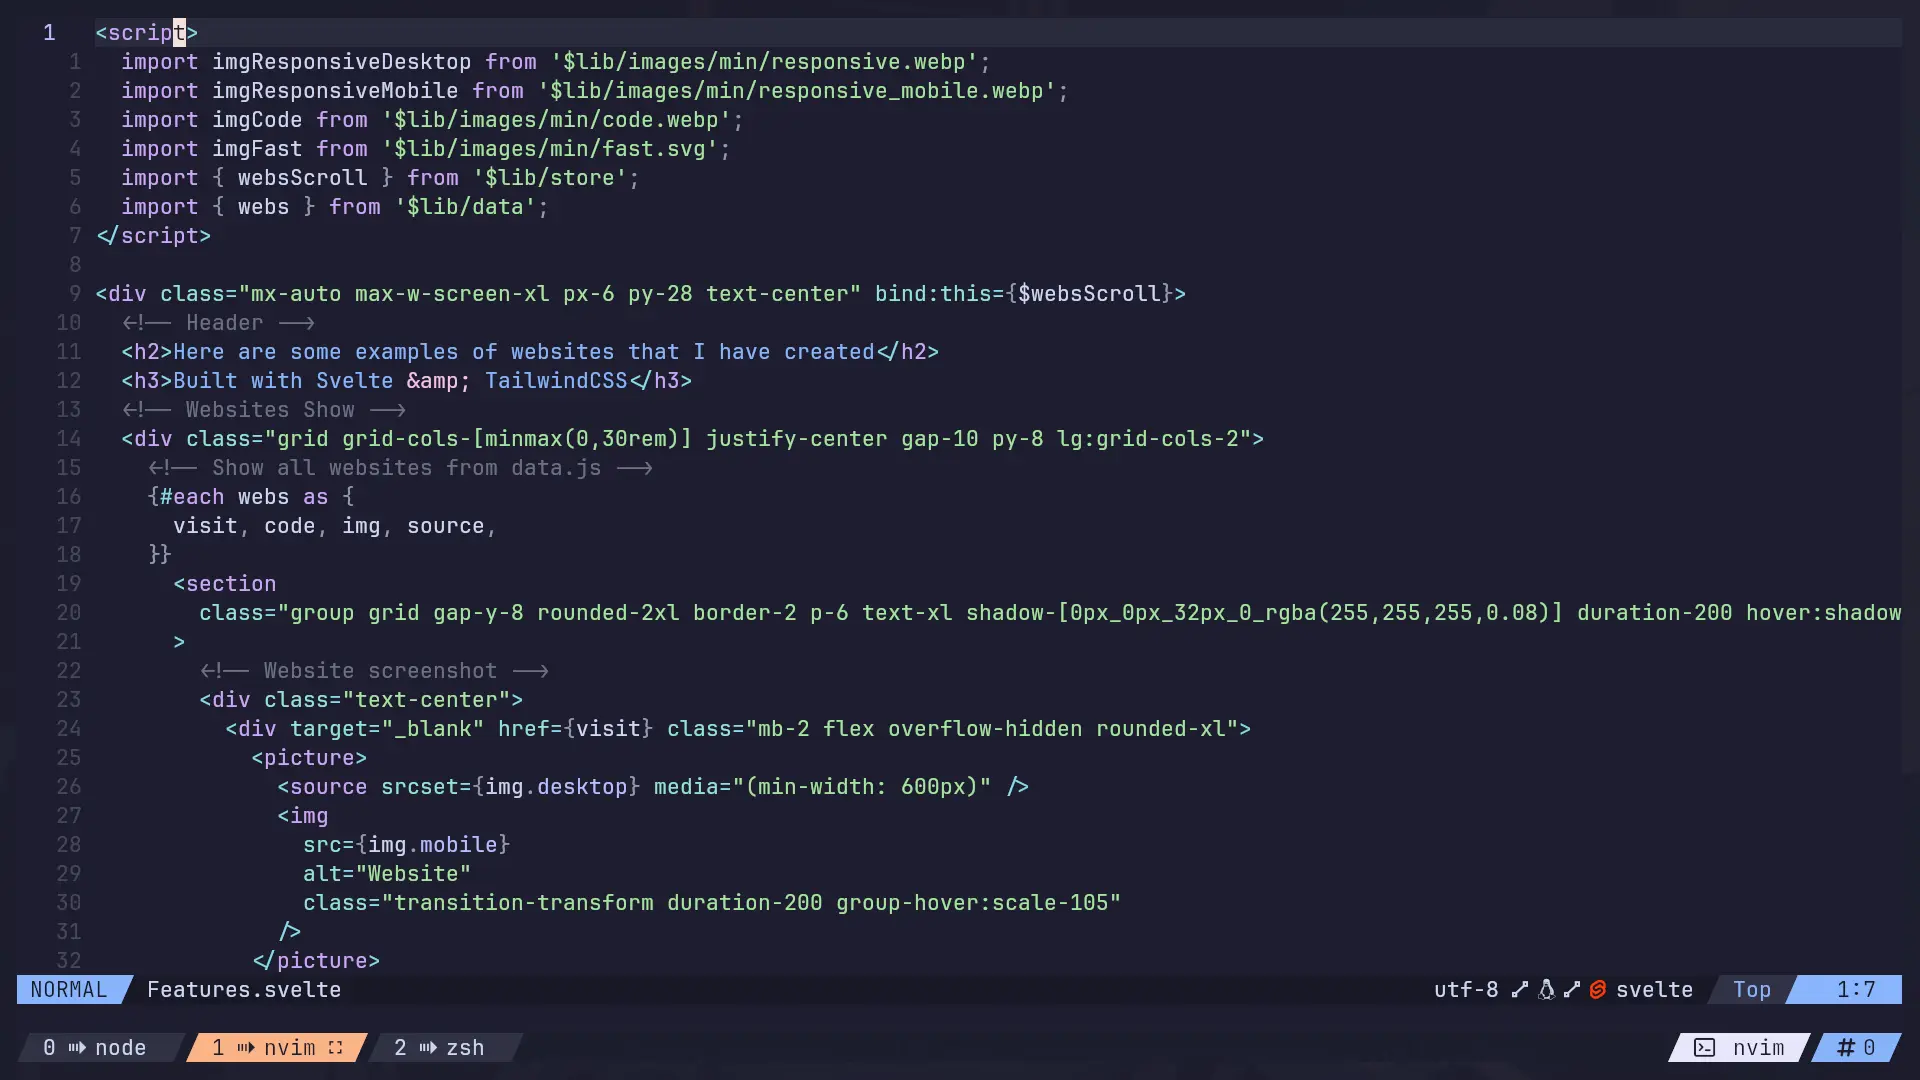 1 <script>
1 import imgResponsiveDesktop from '$lib/images/min/responsive.webp';
2 import imgResponsiveMobile from '$lib/images/min/responsive_mobile.webp';
3 import imgCode from '$lib/images/min/code.webp';
4 import imgFast from '$lib/images/min/fast.svg';
5 import { websScroll } from '$lib/store';
6 import { webs } from '$lib/data';
7 </script>
8
9 <div class="mx-auto max-w-screen-xl px-6 py-28 text-center" bind:this={$websScroll}>
10 <!-- Header -->
11 <h2>Here are some examples of websites that I have created</h2>
12 <h3>Built with Svelte &amp; TailwindCSS</h3>
13 <!-- Websites Show -->
14 <div class="grid grid-cols-[minmax(0,30rem)] justify-center gap-10 py-8 lg:grid-cols-2">
15 <!-- Show all websites from data.js -->
16 {#each webs as {
17 visit, code, img, source,
18 }}
19 <section
20 class="group grid gap-y-8 rounded-2xl border-2 p-6 text-xl shadow-[0px_0px_32px_0_rgba(255,255,255,0.08)] duration-200 hover:shadow
21 >
22 <!-- Website screenshot -->
23 <div class="text-center">
24 <div target="_blank" href={visit} class="mb-2 flex overflow-hidden rounded-xl">
25 <picture>
26 <source srcset={img.desktop} media="(min-width: 600px)" />
27 <img
28 src={img.mobile}
29 alt="Website"
30 class="transition-transform duration-200 group-hover:scale-105"
31 />
32 </picture>
NORMAL Features.svelte utf-8 svelte Top 1:7
0 node 1 nvim 2 zsh nvim # 0